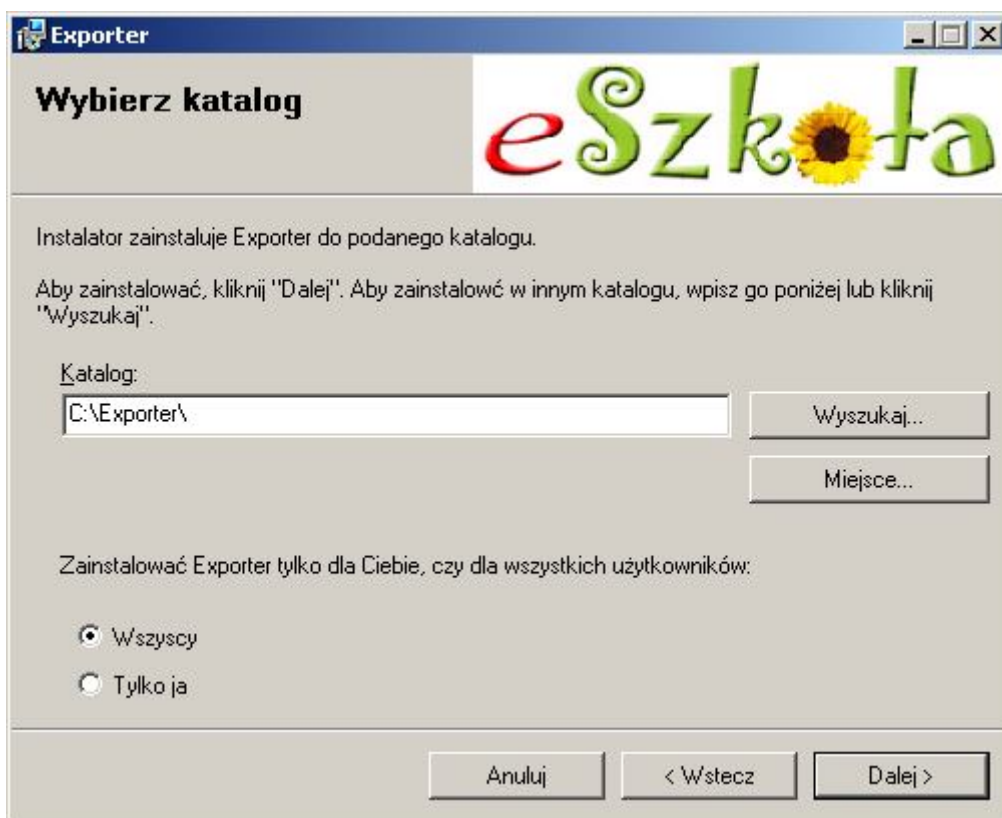 Exporter
Wybierz katalog
eSzkoła
Instalator zainstaluje Exporter do podanego katalogu.
Aby zainstalować, kliknij "Dalej". Aby zainstalowć w innym katalogu, wpisz go poniżej lub kliknij
"Wyszukaj".
Katalog:
C:\Exporter\
Wyszukaj...
Miejsce...
Zainstalować Exporter tylko dla Ciebie, czy dla wszystkich użytkowników:
Wszyscy
Tylko ja
Anuluj
< Wstecz
Dalej >